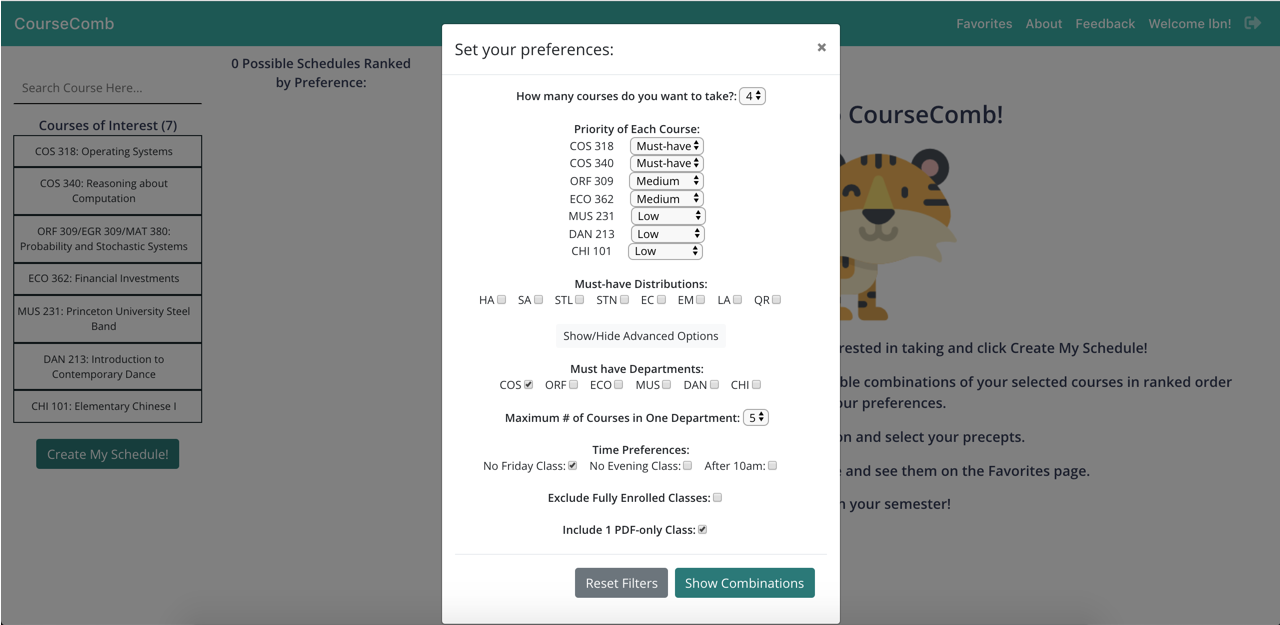 CourseComb
Favorites About Feedback Welcome Ibn!
Search Course Here...
Courses of Interest (7)
COS 318: Operating Systems
COS 340: Reasoning about
Computation
ORF 309/EGR 309/MAT 380:
Probability and Stochastic Systems
ECO 362: Financial Investments
MUS 231: Princeton University Steel
Band
DAN 213: Introduction to
Contemporary Dance
CHI 101: Elementary Chinese I
Create My Schedule!
0 Possible Schedules Ranked
by Preference:
Set your preferences: ×
How many courses do you want to take?: 4
Priority of Each Course:
COS 318 Must-have
COS 340 Must-have
ORF 309 Medium
ECO 362 Medium
MUS 231 Low
DAN 213 Low
CHI 101 Low
Must-have Distributions:
HA SA STL STN EC EM LA QR
Show/Hide Advanced Options
Must have Departments:
COS ORF ECO MUS DAN CHI
Maximum # of Courses in One Department: 5
Time Preferences:
No Friday Class: No Evening Class: After 10am:
Exclude Fully Enrolled Classes:
Include 1 PDF-only Class:
Reset Filters Show Combinations
CourseComb!
in taking and click Create My Schedule!
combinations of your selected courses in ranked order
preferences.
and select your precepts.
and see them on the Favorites page.
your semester!